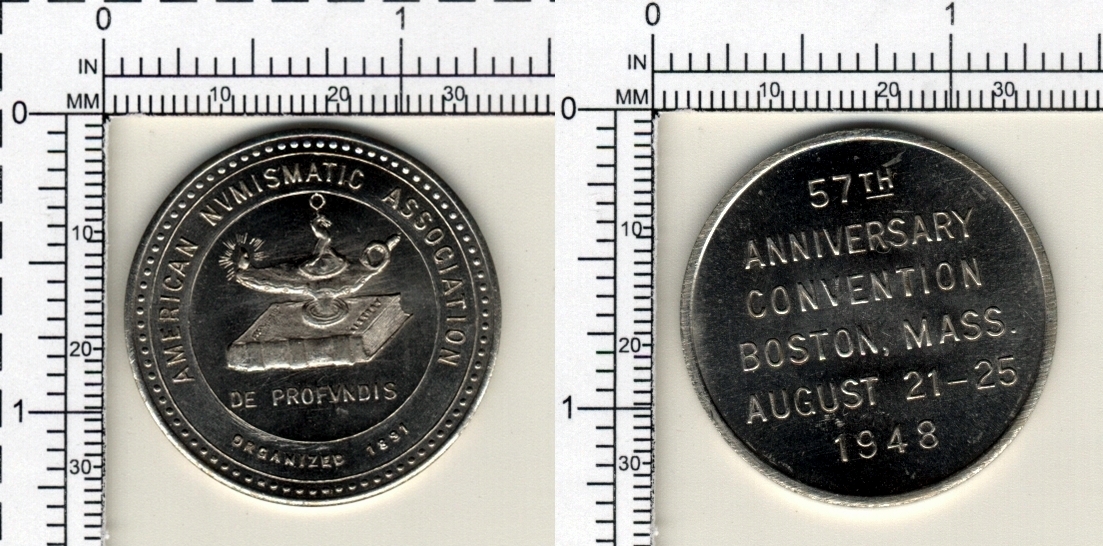 0 1
IN
MM 10 20 30
0
10
20
1
30
AMERICAN NVMISMATIC ASSOCIATION
DE PROFVNDIS
ORGANIZED 1891
0 1
IN
MM 10 20 30
0
10
20
1
30
57TH
ANNIVERSARY
CONVENTION
BOSTON, MASS.
AUGUST 21-25
1948